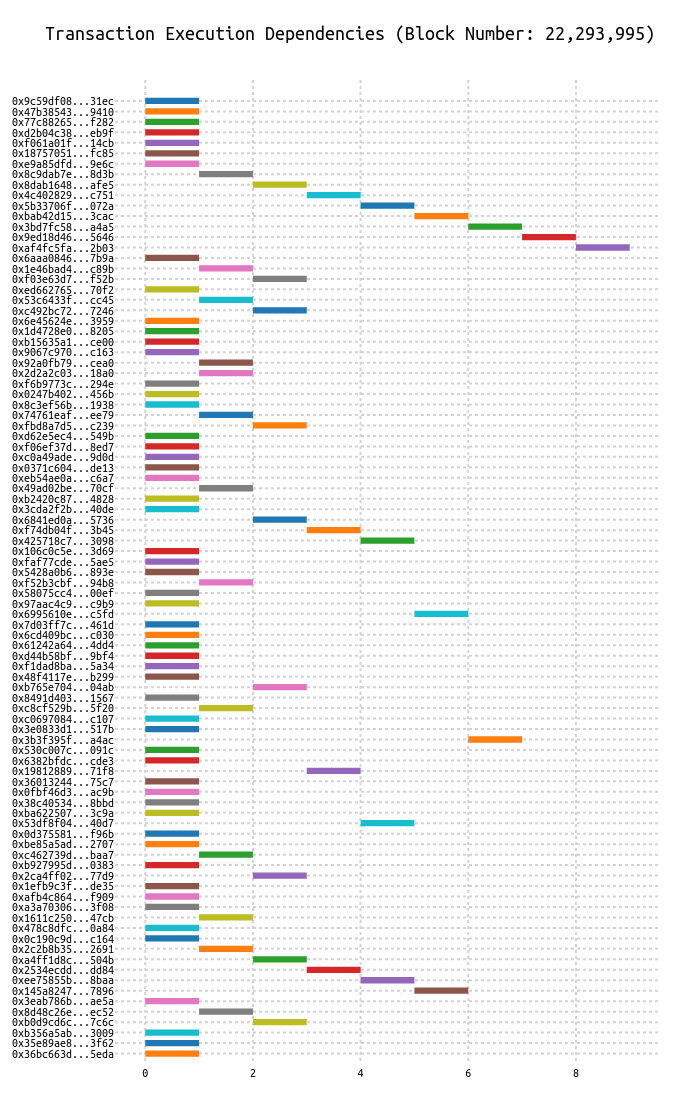 Transaction Execution Dependencies (Block Number: 22,293,995)
0x9c59df08...31ec
0x47b38543...9410
0x77c88265...f282
0xd2b04c38...eb9f
0xf061a01f...14cb
0x18757051...fc85
0xe9a85dfd...9e6c
0x8c9dab7e...8d3b
0x8dab1648...afe5
0x4c402829...c751
0x5b33706f...072a
0xbab42d15...3cac
0x3bd7fc58...a4a5
0x9ed18d46...5646
0xaf4fc5fa...2b03
0x6aaa0846...7b9a
0x1e46bad4...c89b
0xf03e63d7...f52b
0xed662765...70f2
0x53c6433f...cc45
0xc492bc72...7246
0x6e45624e...3959
0x1d4728e0...8205
0xb15635a1...ce00
0x9067c970...c163
0x92a0fb79...cea0
0x2d2a2c03...18a0
0xf6b9773c...294e
0x0247b402...456b
0x8c3ef56b...1938
0x74761eaf...ee79
0xfbd8a7d5...c239
0xd62e5ec4...549b
0xf06ef37d...8ed7
0xc0a49ade...9d0d
0x0371c604...de13
0xeb54ae0a...c6a7
0x49ad02be...70cf
0xb2420c87...4828
0x3cda2f2b...40de
0x6841ed0a...5736
0xf74db04f...3b45
0x425718c7...3098
0x106c0c5e...3d69
0xfaf77cde...5ae5
0x5428a0b6...893e
0xf52b3cbf...94b8
0x58075cc4...00ef
0x97aac4c9...c9b9
0x6995610e...c5fd
0x7d03ff7c...461d
0x6cd409bc...c030
0x61242a64...4dd4
0xd44b58bf...9bf4
0xf1dad8ba...5a34
0x48f4117e...b299
0xb765e704...04ab
0x8491d403...1567
0xc8cf529b...5f20
0xc0697084...c107
0x3e0833d1...517b
0x3b3f395f...a4ac
0x530c007c...091c
0x6382bfdc...cde3
0x19812889...71f8
0x36013244...75c7
0x0fbf46d3...ac9b
0x38c40534...8bbd
0xba622507...3c9a
0x53df8f04...40d7
0x0d375581...f96b
0xbe85a5ad...2707
0xc462739d...baa7
0xb927995d...0383
0x2ca4ff02...77d9
0x1efb9c3f...de35
0xafb4c864...f909
0xa3a70306...3f08
0x1611c250...47cb
0x478c8dfc...0a84
0x0c190c9d...c164
0x2c2b8b35...2691
0xa4ff1d8c...504b
0x2534ecdd...dd84
0xee75855b...8baa
0x145a8247...7896
0x3eab786b...ae5a
0x8d48c26e...ec52
0xb0d9cd6c...7c6c
0xb356a5ab...3009
0x35e89ae8...3f62
0x36bc663d...5eda
0 2 4 6 8